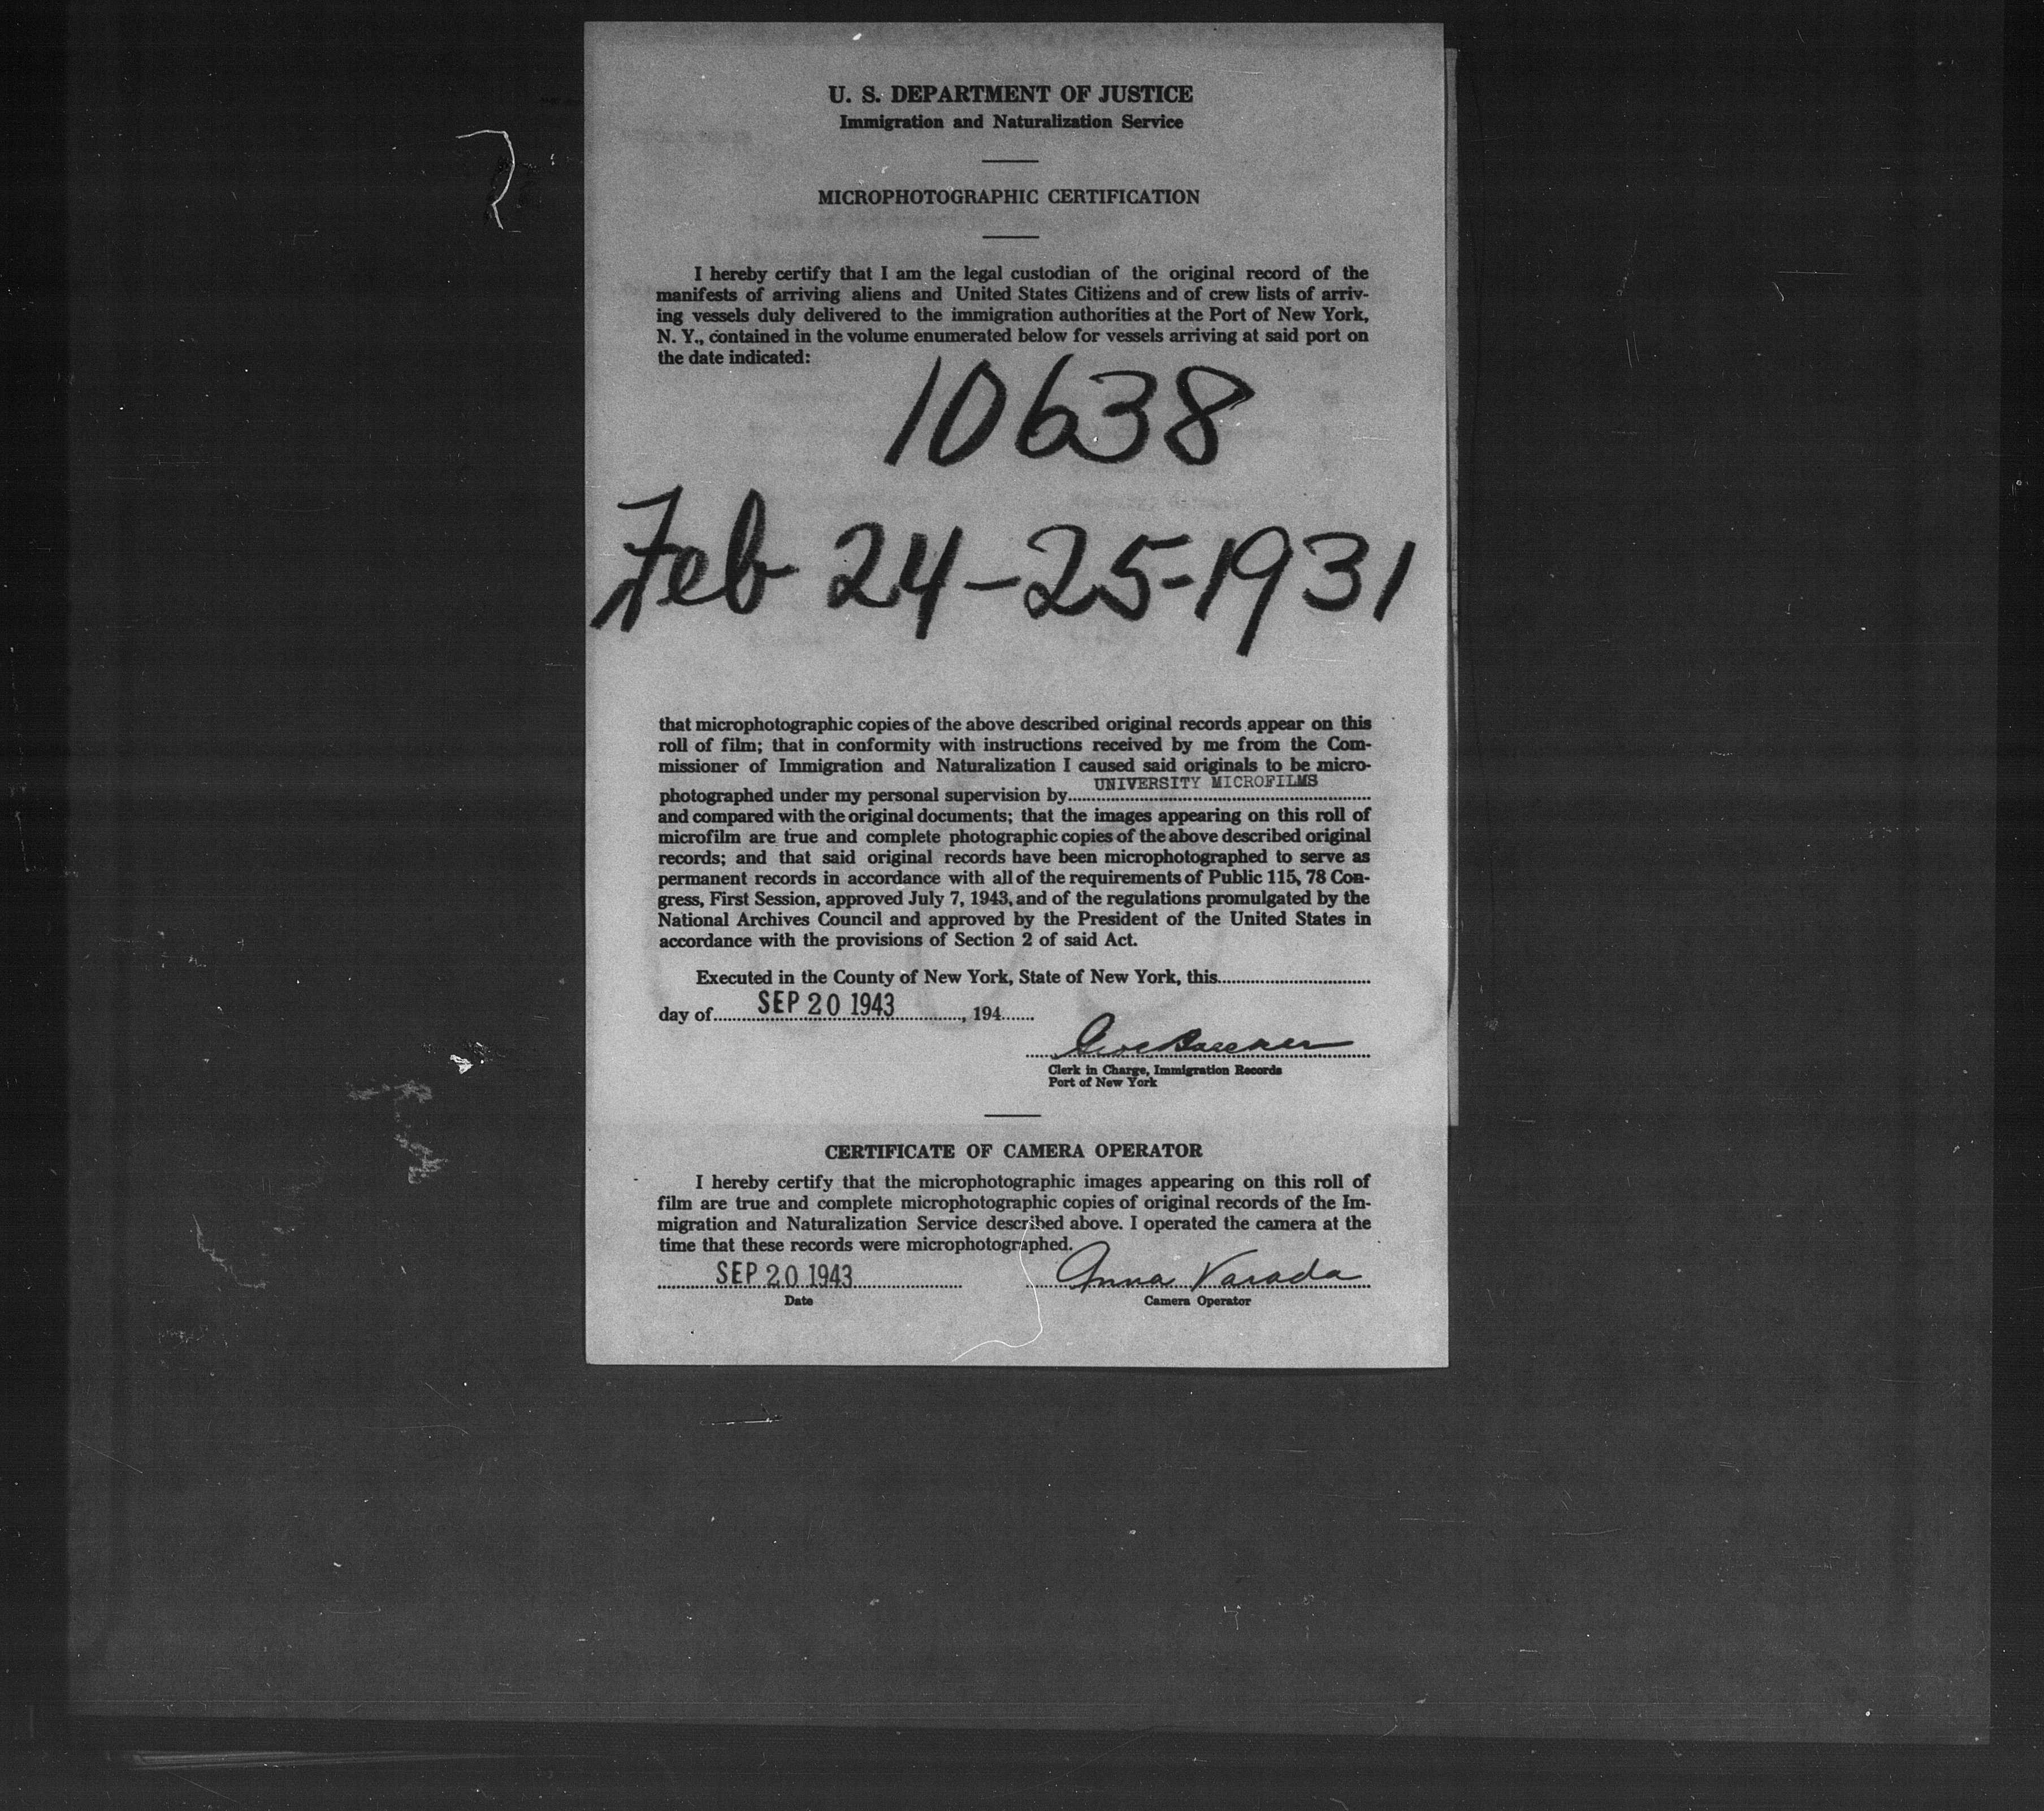 U. S. DEPARTMENT OF JUSTICE
Immigration and Naturalization Service
MICROPHOTOGRAPHIC CERTIFICATION
I hereby certify that I am the legal custodian of the original record of the
manifests of arriving aliens and United States Citizens and of crew lists of arriv-
ing vessels duly delivered to the immigration authorities at the Port of New York,
N. Y., contained in the volume enumerated below for vessels arriving at said port on
the date indicated:
10638
Feb 24-25-1931
that microphotographic copies of the above described original records appear on this
roll of film; that in conformity with instructions received by me from the Com-
missioner of Immigration and Naturalization I caused said originals to be micro-
photographed under my personal supervision by UNIVERSITY MICROFILMS
and compared with the original documents; that the images appearing on this roll of
microfilm are true and complete photographic copies of the above described original
records; and that said original records have been microphotographed to serve as
permanent records in accordance with all of the requirements of Public 115, 78 Con-
gress, First Session, approved July 7, 1943, and of the regulations promulgated by the
National Archives Council and approved by the President of the United States in
accordance with the provisions of Section 2 of said Act.
Executed in the County of New York, State of New York, this
day of SEP 20 1943, 194
Clerk in Charge, Immigration Records
Port of New York
CERTIFICATE OF CAMERA OPERATOR
I hereby certify that the microphotographic images appearing on this roll of
film are true and complete microphotographic copies of original records of the Im-
migration and Naturalization Service described above. I operated the camera at the
time that these records were microphotographed.
SEP 20 1943 Anna Varada
Date Camera Operator